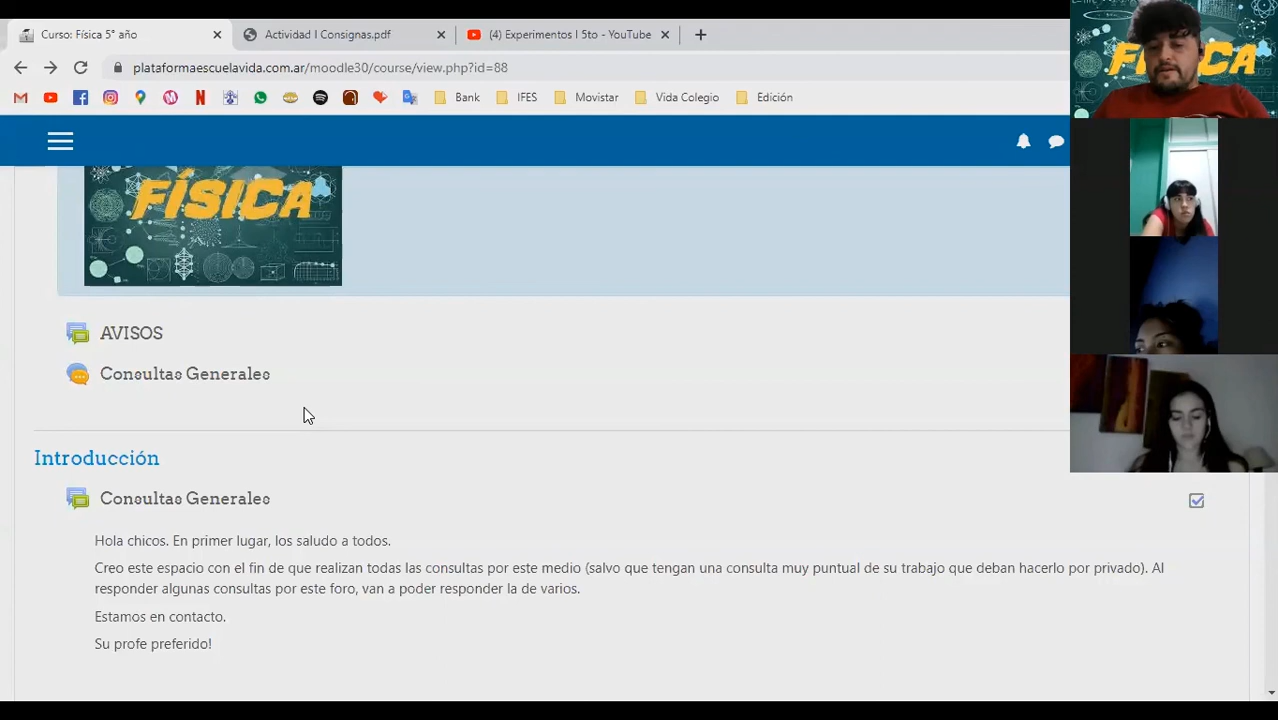 Curso: Física 5° año
Actividad I Consignas.pdf
(4) Experimentos I 5to - YouTube
plataformaescuelavida.com.ar/moodle30/course/view.php?id=88
Bank
IFES
Movistar
Vida Colegio
Edición
FÍSICA
FÍSICA
AVISOS
Consultas Generales
Introducción
Consultas Generales
Hola chicos. En primer lugar, los saludo a todos.
Creo este espacio con el fin de que realizan todas las consultas por este medio (salvo que tengan una consulta muy puntual de su trabajo que deban hacerlo por privado). Al
responder algunas consultas por este foro, van a poder responder la de varios.
Estamos en contacto.
Su profe preferido!